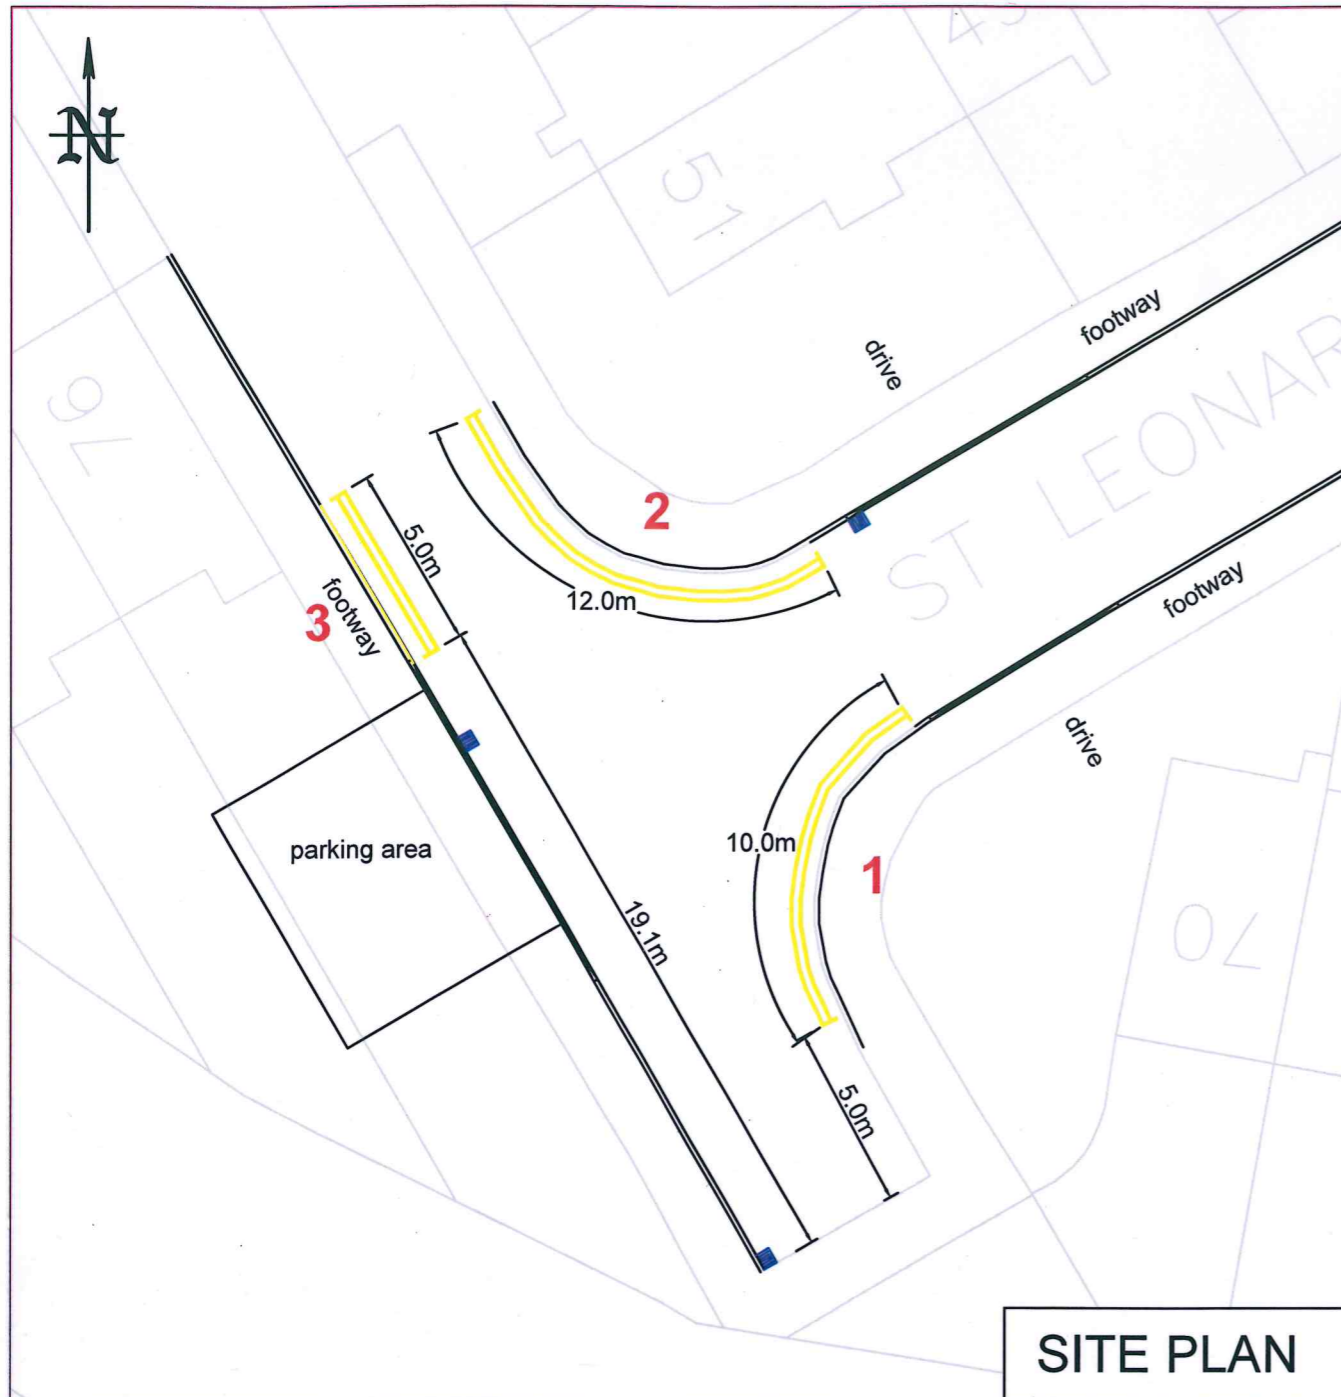 N
51
drive
footway
ST LEONAR
76
2
5.0m
12.0m
footway
3
footway
drive
parking area
10.0m
1
19.1m
70
5.0m
SITE PLAN